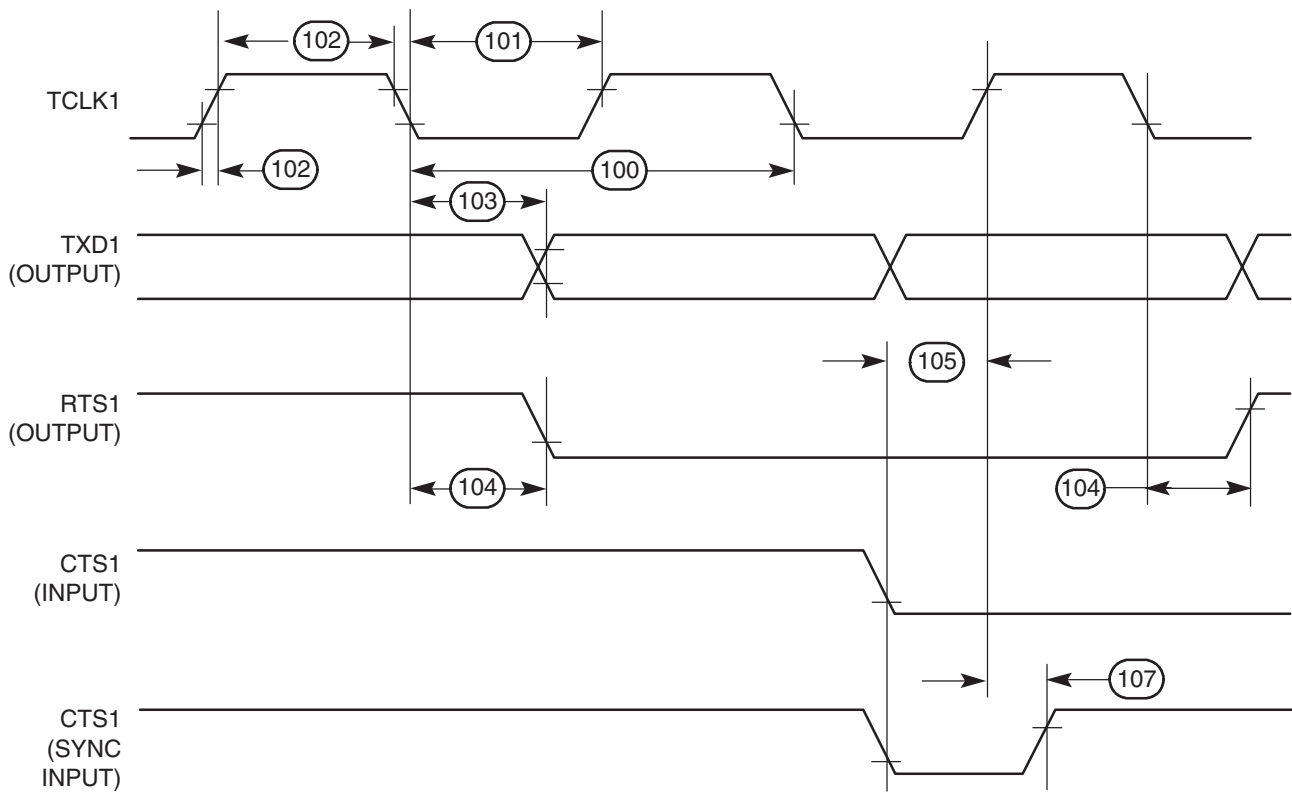 102
101
TCLK1
102
100
103
TXD1
(OUTPUT)
105
RTS1
(OUTPUT)
104
104
CTS1
(INPUT)
107
CTS1
(SYNC
INPUT)